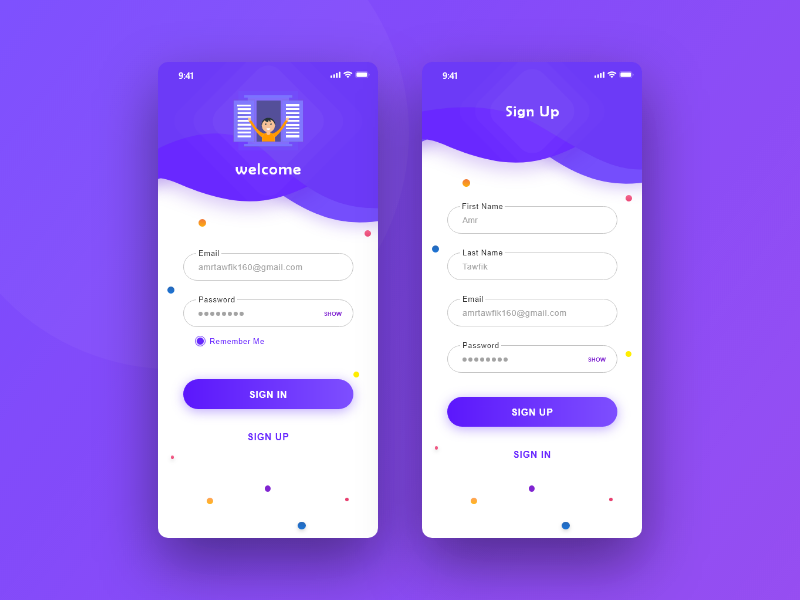 9:41
welcome
Email
amrtawfik160@gmail.com
Password
SHOW
Remember Me
SIGN IN
SIGN UP
9:41
Sign Up
First Name
Amr
Last Name
Tawfik
Email
amrtawfik160@gmail.com
Password
SHOW
SIGN UP
SIGN IN